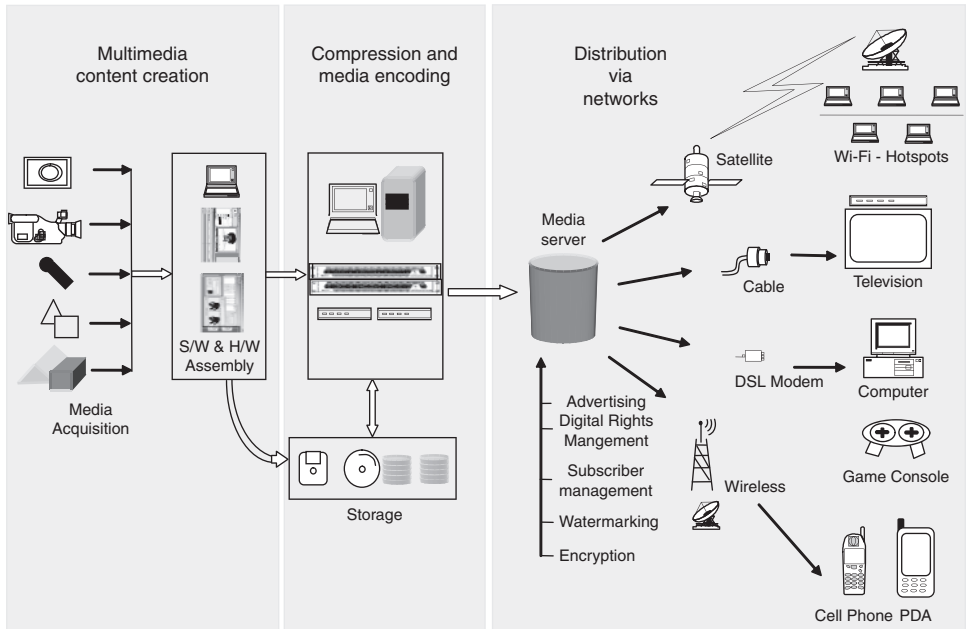 Multimedia
content creation
Compression and
media encoding
Distribution
via
networks
Satellite
Wi-Fi - Hotspots
Media
server
Cable
Television
S/W & H/W
Assembly
DSL Modem
Computer
Media
Acquisition
Advertising
Digital Rights
Mangement
Subscriber
management
Watermarking
Encryption
Storage
Wireless
Game Console
Cell Phone PDA